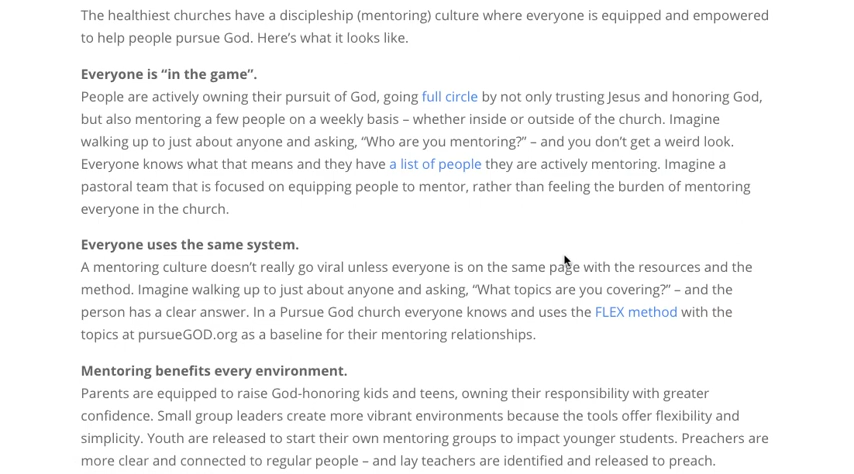 The healthiest churches have a discipleship (mentoring) culture where everyone is equipped and empowered
to help people pursue God. Here’s what it looks like.
Everyone is “in the game”.
People are actively owning their pursuit of God, going full circle by not only trusting Jesus and honoring God,
but also mentoring a few people on a weekly basis – whether inside or outside of the church. Imagine
walking up to just about anyone and asking, “Who are you mentoring?” – and you don’t get a weird look.
Everyone knows what that means and they have a list of people they are actively mentoring. Imagine a
pastoral team that is focused on equipping people to mentor, rather than feeling the burden of mentoring
everyone in the church.
Everyone uses the same system.
A mentoring culture doesn’t really go viral unless everyone is on the same page with the resources and the
method. Imagine walking up to just about anyone and asking, “What topics are you covering?” – and the
person has a clear answer. In a Pursue God church everyone knows and uses the FLEX method with the
topics at pursueGOD.org as a baseline for their mentoring relationships.
Mentoring benefits every environment.
Parents are equipped to raise God-honoring kids and teens, owning their responsibility with greater
confidence. Small group leaders create more vibrant environments because the tools offer flexibility and
simplicity. Youth are released to start their own mentoring groups to impact younger students. Preachers are
more clear and connected to regular people – and lay teachers are identified and released to preach.